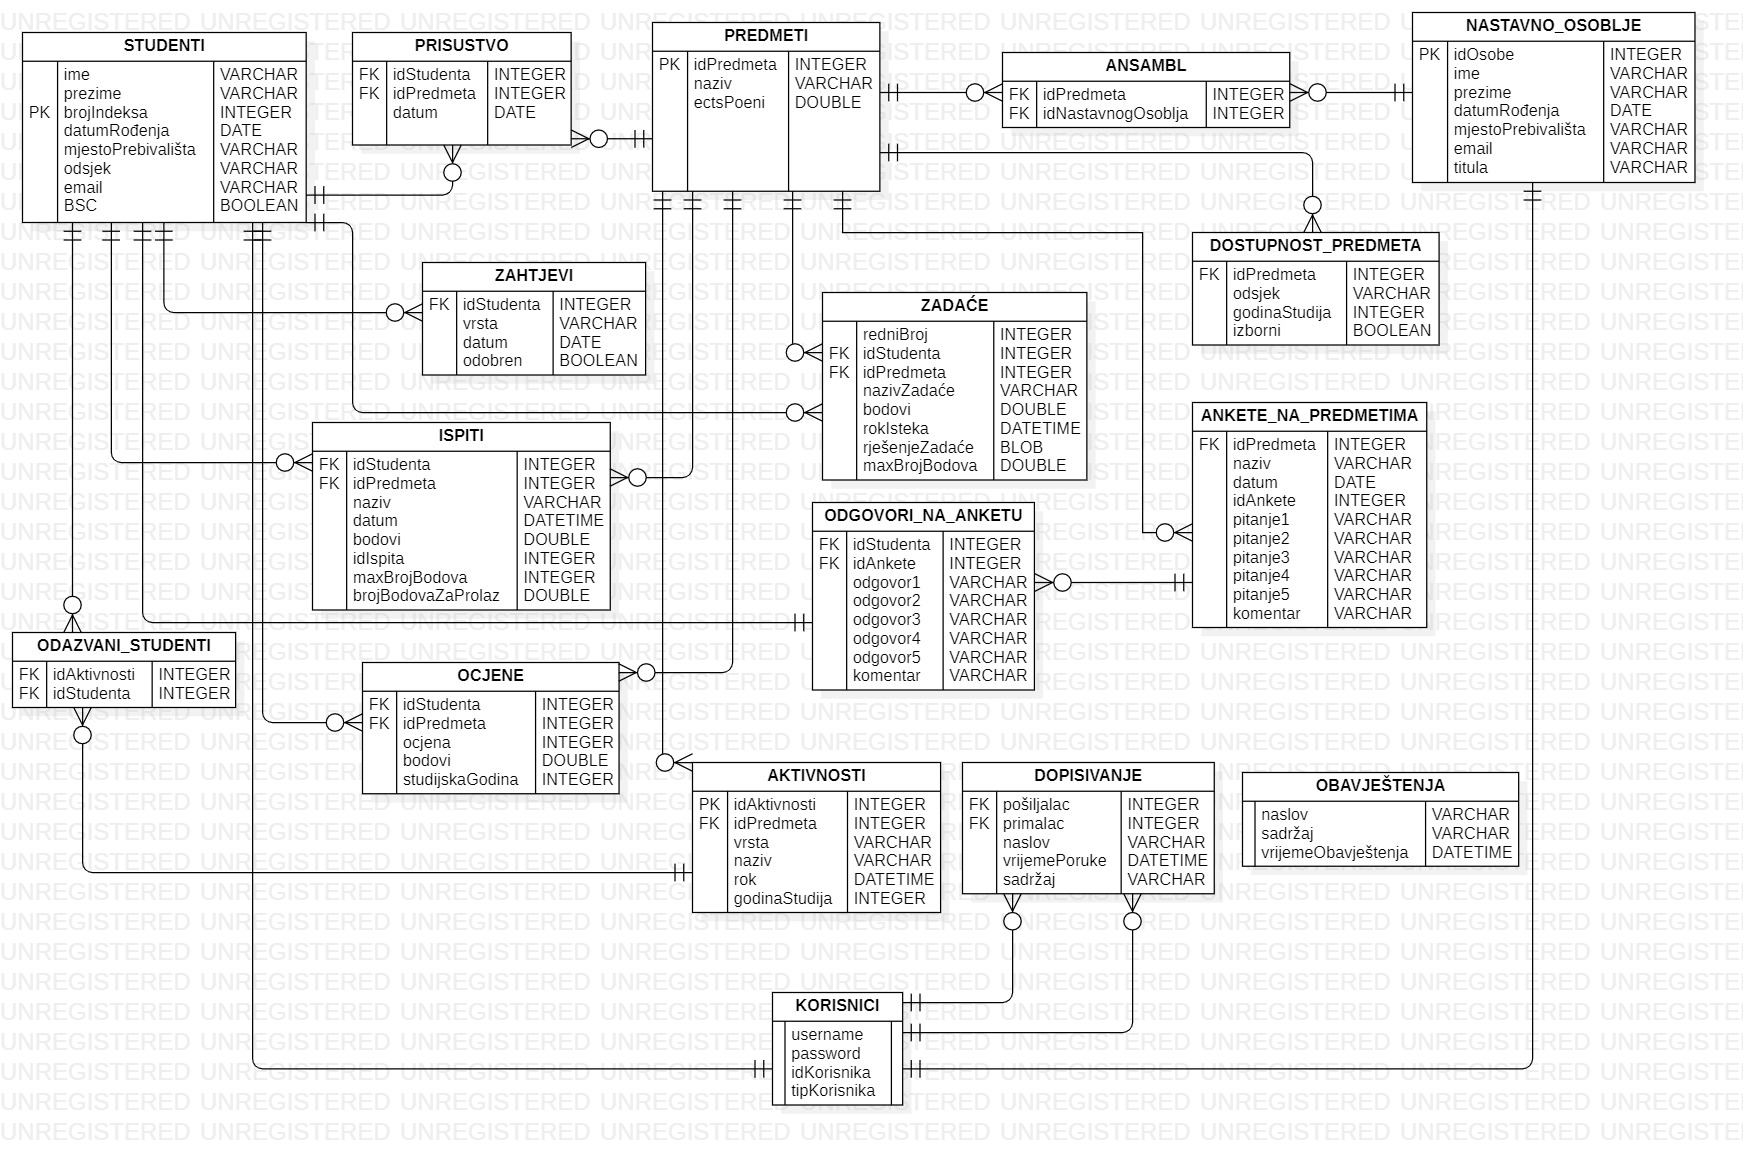 STUDENTI
ime VARCHAR
prezime VARCHAR
PK brojIndeksa INTEGER
datumRođenja DATE
mjestoPrebivališta VARCHAR
odsjek VARCHAR
email VARCHAR
BSC BOOLEAN
PRISUSTVO
FK idStudenta INTEGER
FK idPredmeta INTEGER
datum DATE
PREDMETI
PK idPredmeta INTEGER
naziv VARCHAR
ectsPoeni DOUBLE
ANSAMBL
FK idPredmeta INTEGER
FK idNastavnogOsoblja INTEGER
NASTAVNO_OSOBLJE
PK idOsobe INTEGER
ime VARCHAR
prezime VARCHAR
datumRođenja DATE
mjestoPrebivališta VARCHAR
email VARCHAR
titula VARCHAR
ZAHTJEVI
FK idStudenta INTEGER
vrsta VARCHAR
datum DATE
odobren BOOLEAN
ZADAĆE
redniBroj INTEGER
FK idStudenta INTEGER
FK idPredmeta INTEGER
nazivZadaće VARCHAR
bodovi DOUBLE
rokIsteka DATETIME
rješenjeZadaće BLOB
maxBrojBodova DOUBLE
DOSTUPNOST_PREDMETA
FK idPredmeta INTEGER
odsjek VARCHAR
godinaStudija INTEGER
izborni BOOLEAN
ISPITI
FK idStudenta INTEGER
FK idPredmeta INTEGER
naziv VARCHAR
datum DATETIME
bodovi DOUBLE
idIspita INTEGER
maxBrojBodova INTEGER
brojBodovaZaProlaz DOUBLE
ODGOVORI_NA_ANKETU
FK idStudenta INTEGER
FK idAnkete INTEGER
odgovor1 VARCHAR
odgovor2 VARCHAR
odgovor3 VARCHAR
odgovor4 VARCHAR
odgovor5 VARCHAR
komentar VARCHAR
ANKETE_NA_PREDMETIMA
FK idPredmeta INTEGER
naziv VARCHAR
datum DATE
idAnkete INTEGER
pitanje1 VARCHAR
pitanje2 VARCHAR
pitanje3 VARCHAR
pitanje4 VARCHAR
pitanje5 VARCHAR
komentar VARCHAR
ODAZVANI_STUDENTI
FK idAktivnosti INTEGER
FK idStudenta INTEGER
OCJENE
FK idStudenta INTEGER
FK idPredmeta INTEGER
ocjena INTEGER
bodovi DOUBLE
studijskaGodina INTEGER
AKTIVNOSTI
PK idAktivnosti INTEGER
FK idPredmeta INTEGER
vrsta VARCHAR
naziv VARCHAR
rok DATETIME
godinaStudija INTEGER
DOPISIVANJE
FK pošiljalac INTEGER
FK primalac INTEGER
naslov VARCHAR
vrijemePoruke DATETIME
sadržaj VARCHAR
OBAVJEŠTENJA
naslov VARCHAR
sadržaj VARCHAR
vrijemeObavještenja DATETIME
KORISNICI
username
password
idKorisnika
tipKorisnika
UNREGISTERED